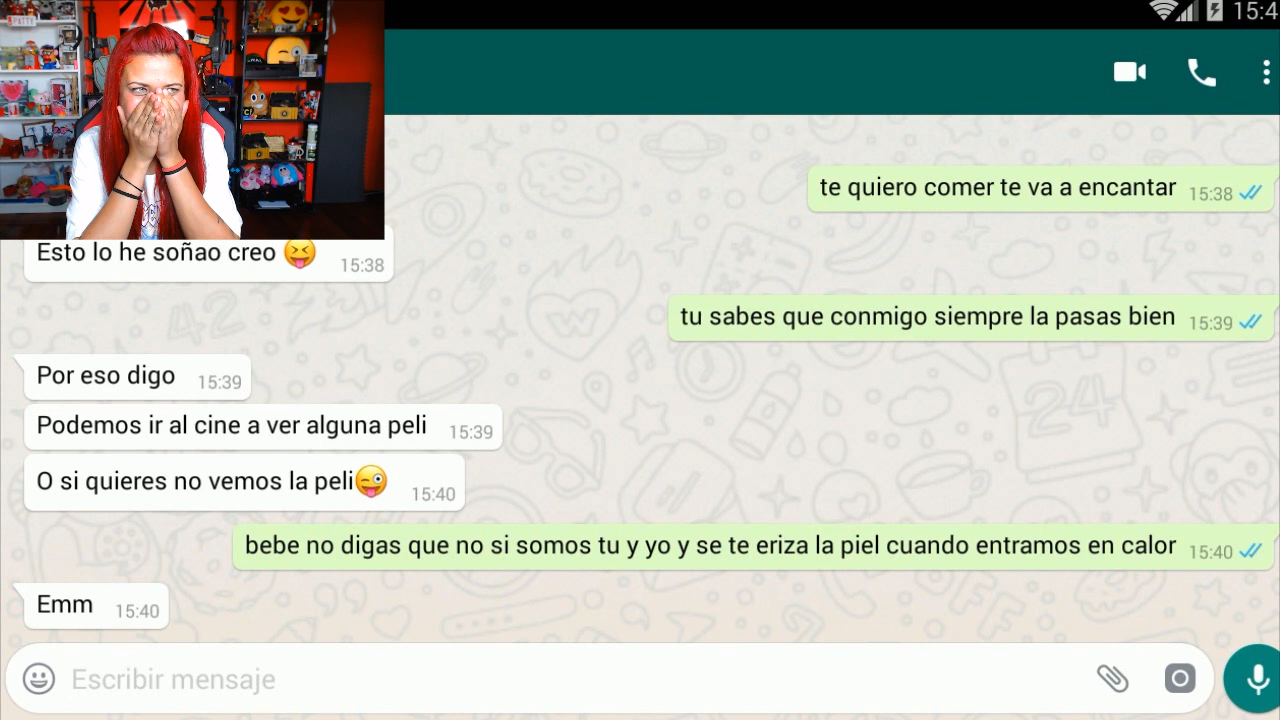 PATTY
15:4
te quiero comer te va a encantar 15:38
Esto lo he soñao creo 15:38
tu sabes que conmigo siempre la pasas bien 15:39
Por eso digo 15:39
Podemos ir al cine a ver alguna peli 15:39
O si quieres no vemos la peli 15:40
bebe no digas que no si somos tu y yo y se te eriza la piel cuando entramos en calor 15:40
Emm 15:40
Escribir mensaje